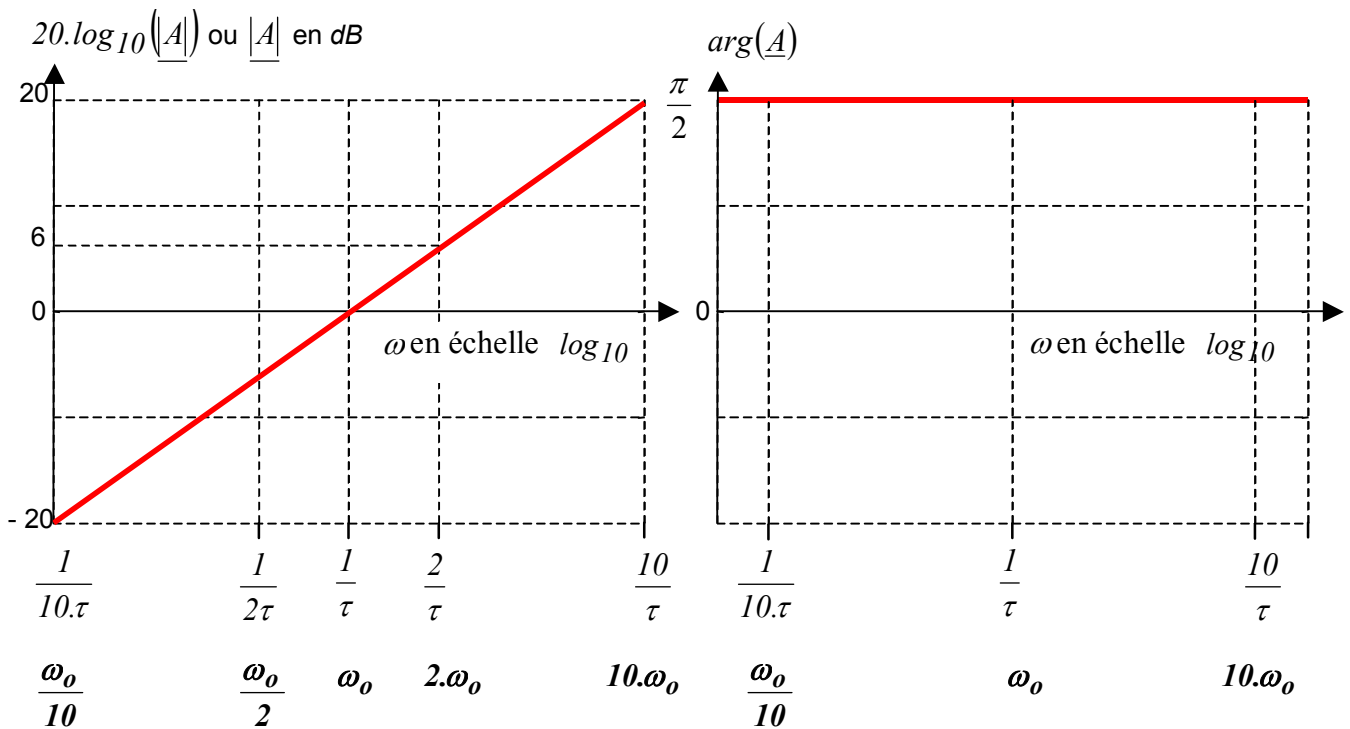 20.log10(|A|) ou |A| en dB
20
6
0
- 20
ω en échelle log10
1/10.τ 1/2τ 1/τ 2/τ 10/τ
ωo/10 ωo/2 ωo 2.ωo 10.ωo
arg(A)
π/2
0
ω en échelle log10
1/10.τ 1/τ 10/τ
ωo/10 ωo 10.ωo